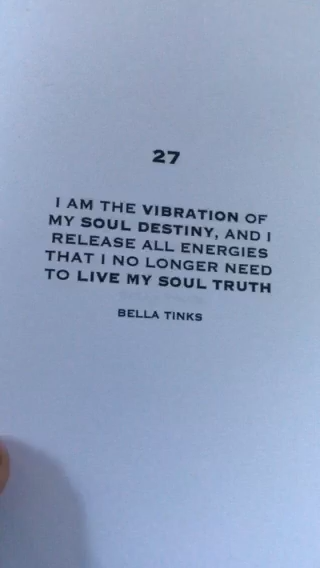 27
I AM THE VIBRATION OF
MY SOUL DESTINY, AND I
RELEASE ALL ENERGIES
THAT I NO LONGER NEED
TO LIVE MY SOUL TRUTH
BELLA TINKS